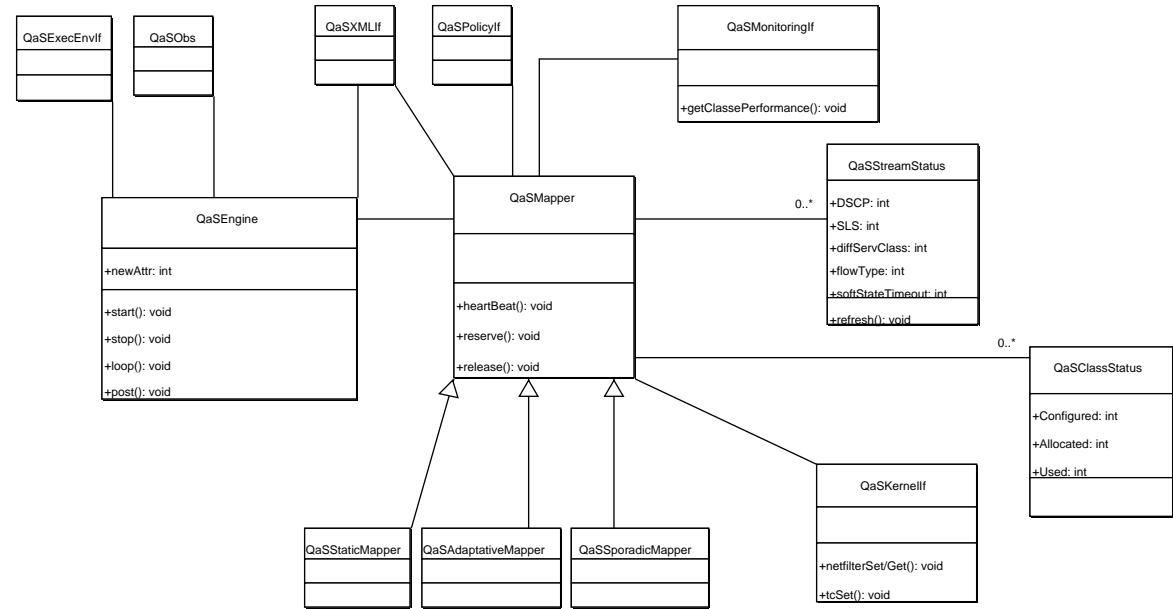 QaSExecEnvIf
QaSObs
QaSXMLIf
QaSPolicyIf
QaSMonitoringIf
+getClassePerformance(): void
QaSStreamStatus
+DSCP: int
+SLS: int
+diffServClass: int
+flowType: int
+softStateTimeout: int
+refresh(): void
0..*
QaSEngine
+newAttr: int
+start(): void
+stop(): void
+loop(): void
+post(): void
QaSMapper
+heartBeat(): void
+reserve(): void
+release(): void
0..*
QaSClassStatus
+Configured: int
+Allocated: int
+Used: int
QaSKernelIf
+netfilterSet/Get(): void
+tcSet(): void
QaSStaticMapper
QaSAdaptativeMapper
QaSSporadicMapper